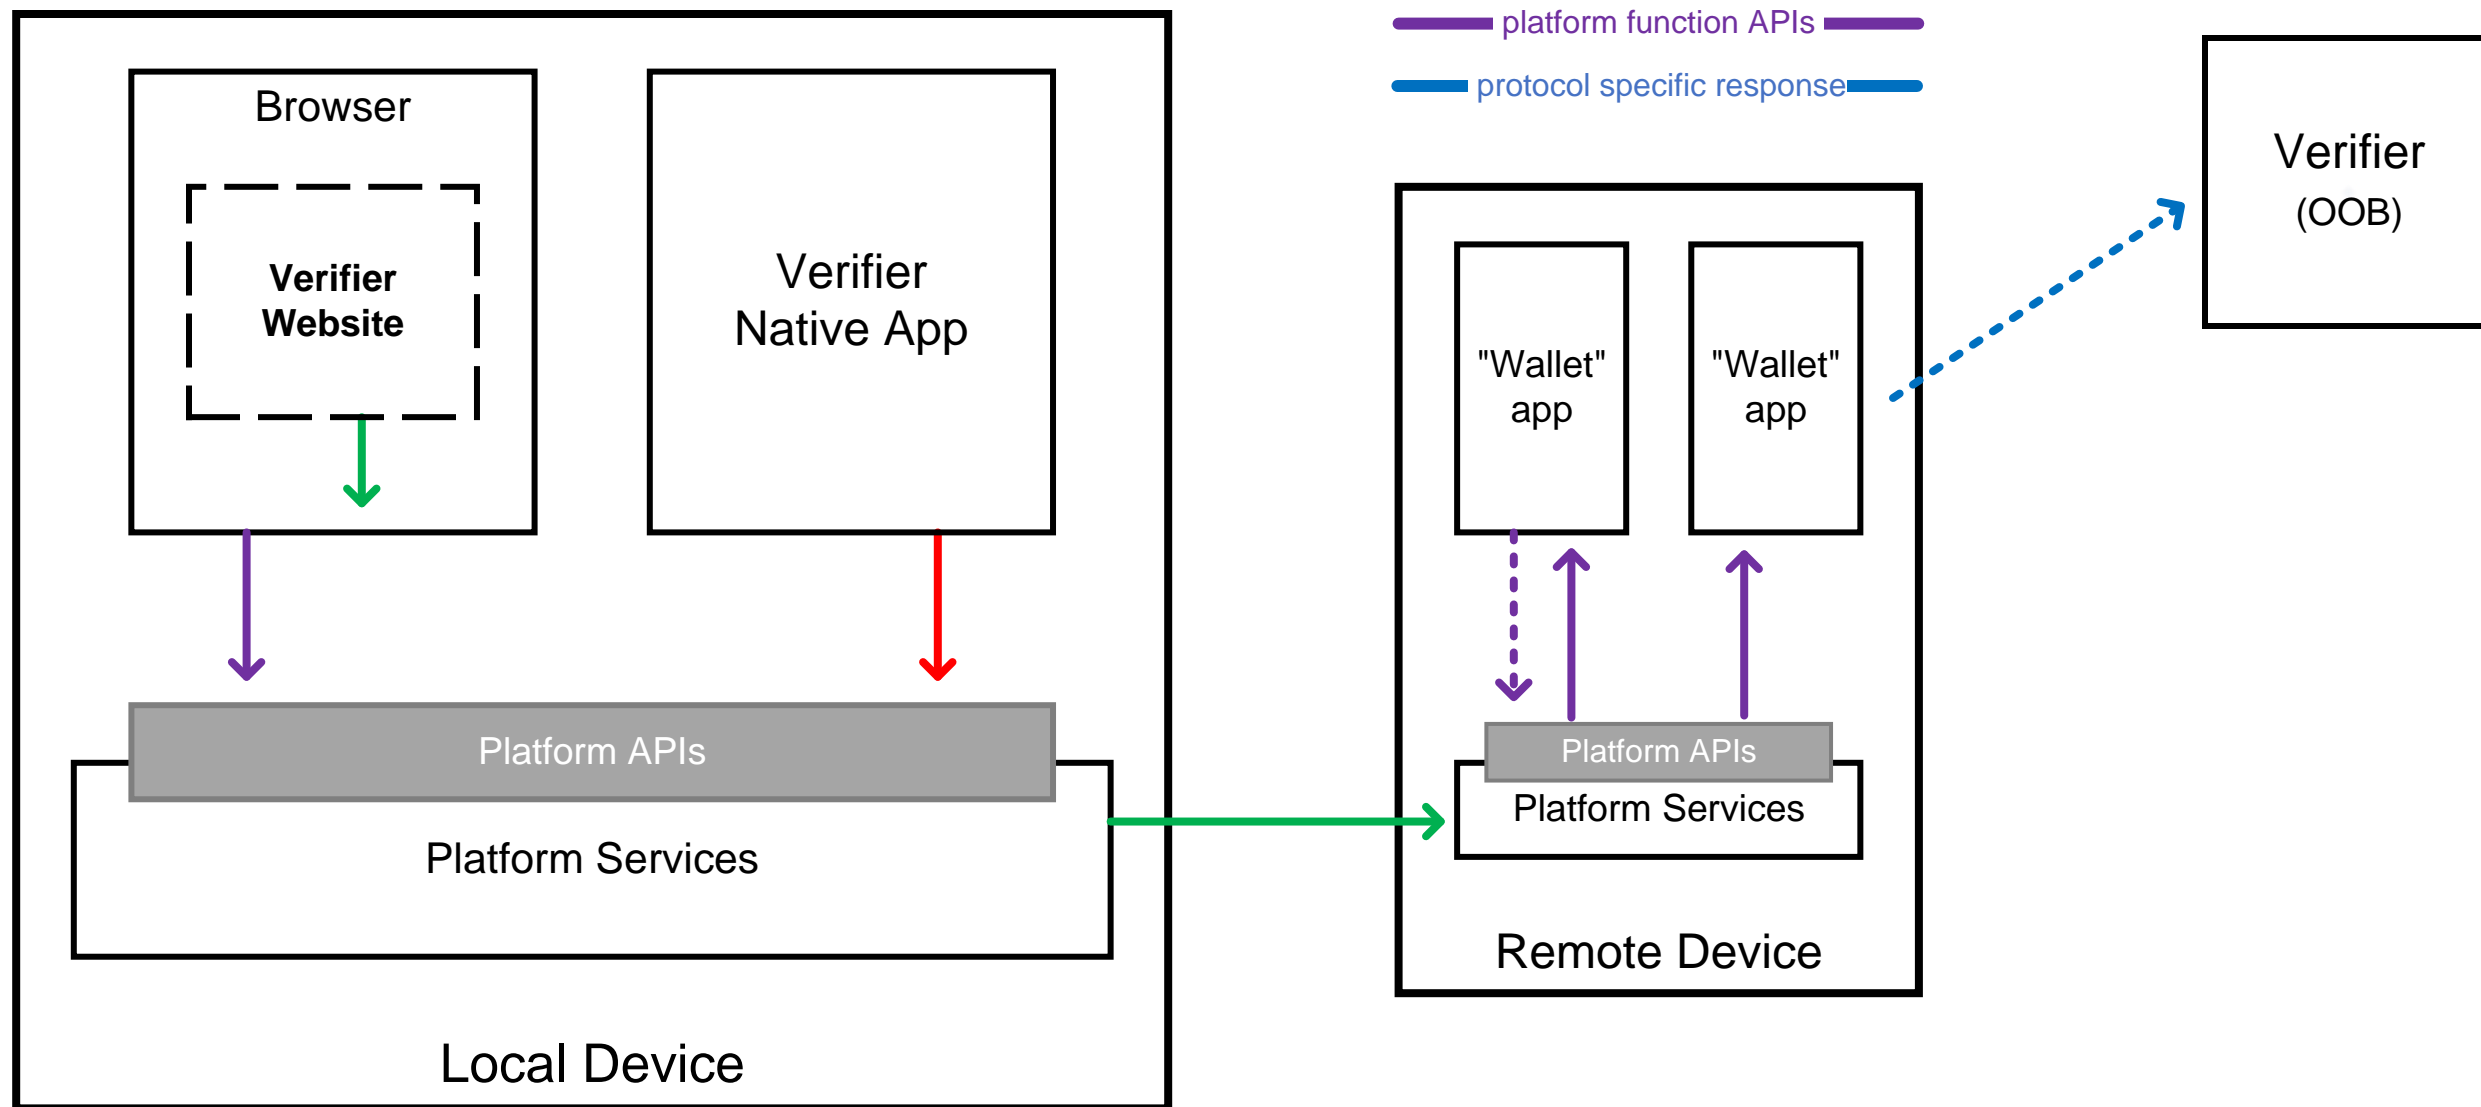 platform function APIs
protocol specific response
Browser
Verifier
Website
Verifier
Native App
Platform APIs
Platform Services
Local Device
"Wallet"
app
"Wallet"
app
Platform APIs
Platform Services
Remote Device
Verifier
(OOB)